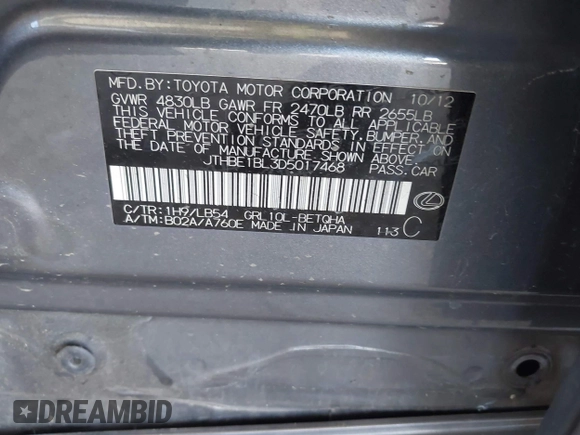 MFD. BY: TOYOTA MOTOR CORPORATION 10/12
GVWR 4830LB GAWR FR 2470LB RR 2655LB
THIS VEHICLE CONFORMS TO ALL APPLICABLE
FEDERAL MOTOR VEHICLE SAFETY, BUMPER AND
THEFT PREVENTION STANDARDS IN EFFECT ON
THE DATE OF MANUFACTURE SHOWN ABOVE.
JTHBE1BL3D5017468 PASS. CAR
C/TR: 1H9/LB54 GRL10L-BETQHA
A/TM: B02A/A760E MADE IN JAPAN 113 C
DREAMBID